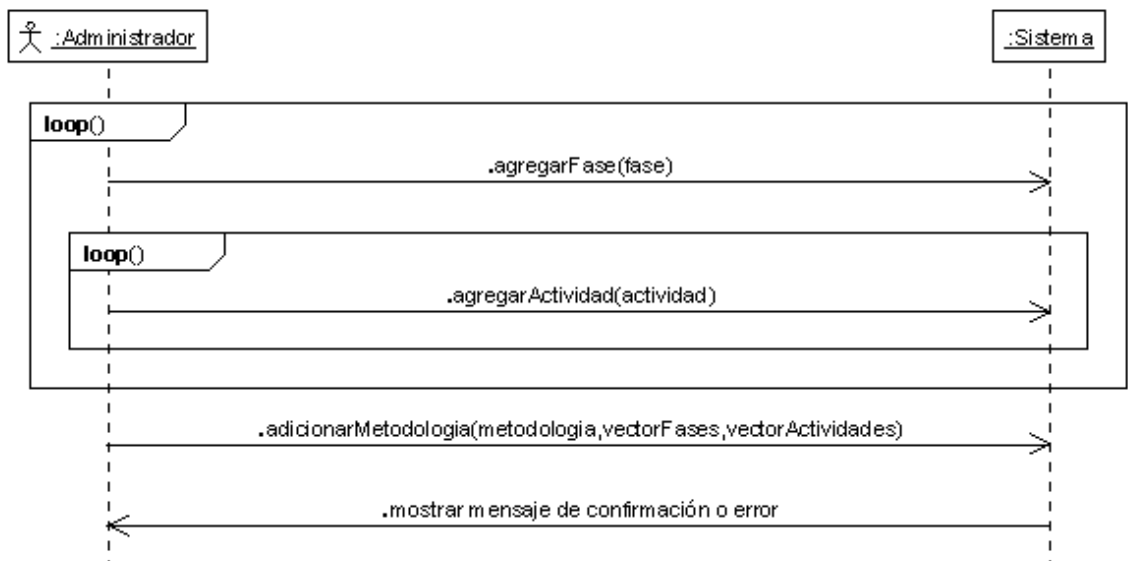 :Administrador
:Sistema
loop()
.agregarFase(fase)
loop()
.agregarActividad(actividad)
.adicionarMetodologia(metodologia,vectorFases,vectorActividades)
.mostrar mensaje de confirmación o error